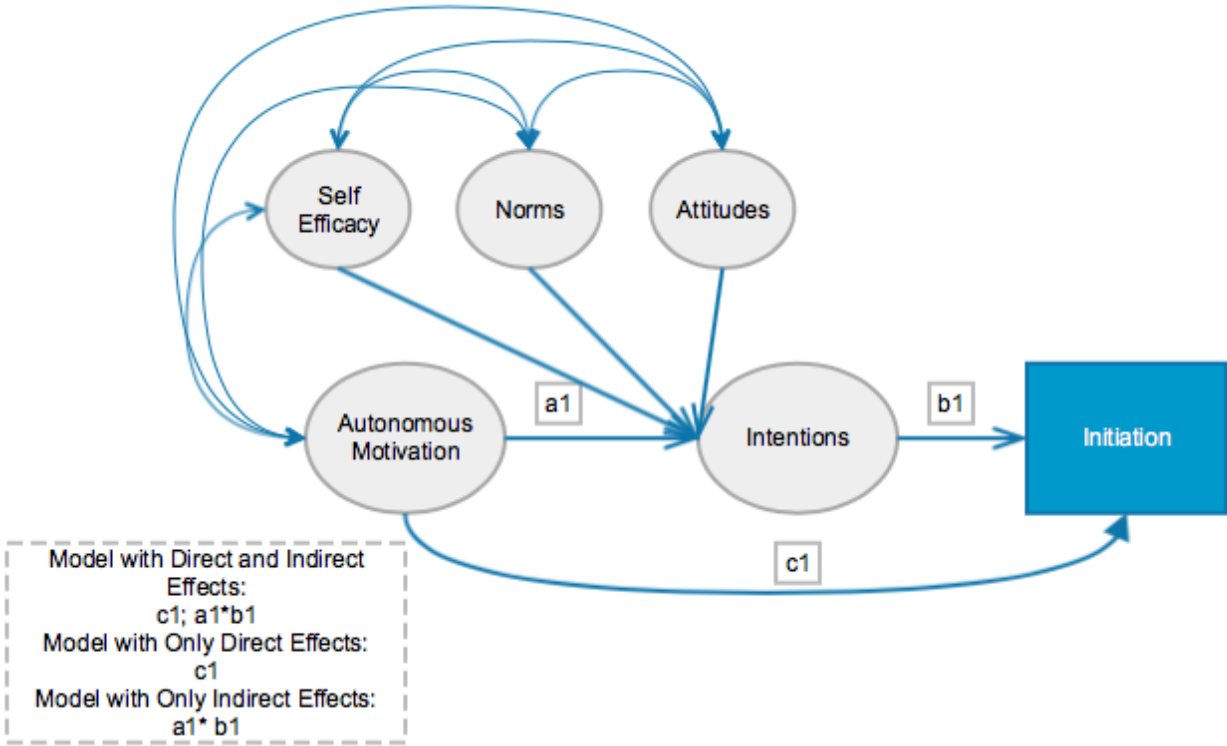 Self
Efficacy
Norms
Attitudes
Autonomous
Motivation
a1
Intentions
b1
Initiation
c1
Model with Direct and Indirect
Effects:
c1; a1*b1
Model with Only Direct Effects:
c1
Model with Only Indirect Effects:
a1* b1